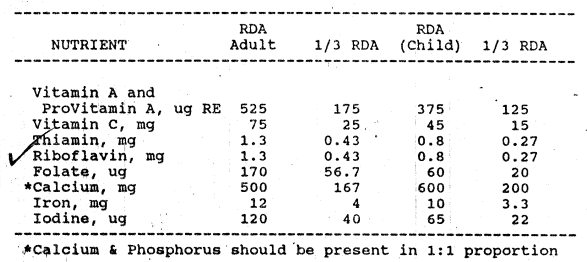 RDA RDA
NUTRIENT Adult 1/3 RDA (Child) 1/3 RDA
Vitamin A and
ProVitamin A, ug RE 525 175 375 125
Vitamin C, mg 75 25 45 15
Thiamin, mg 1.3 0.43 0.8 0.27
Riboflavin, mg 1.3 0.43 0.8 0.27
Folate, ug 170 56.7 60 20
*Calcium, mg 500 167 600 200
Iron, mg 12 4 10 3.3
Iodine, ug 120 40 65 22
*Calcium & Phosphorus should be present in 1:1 proportion